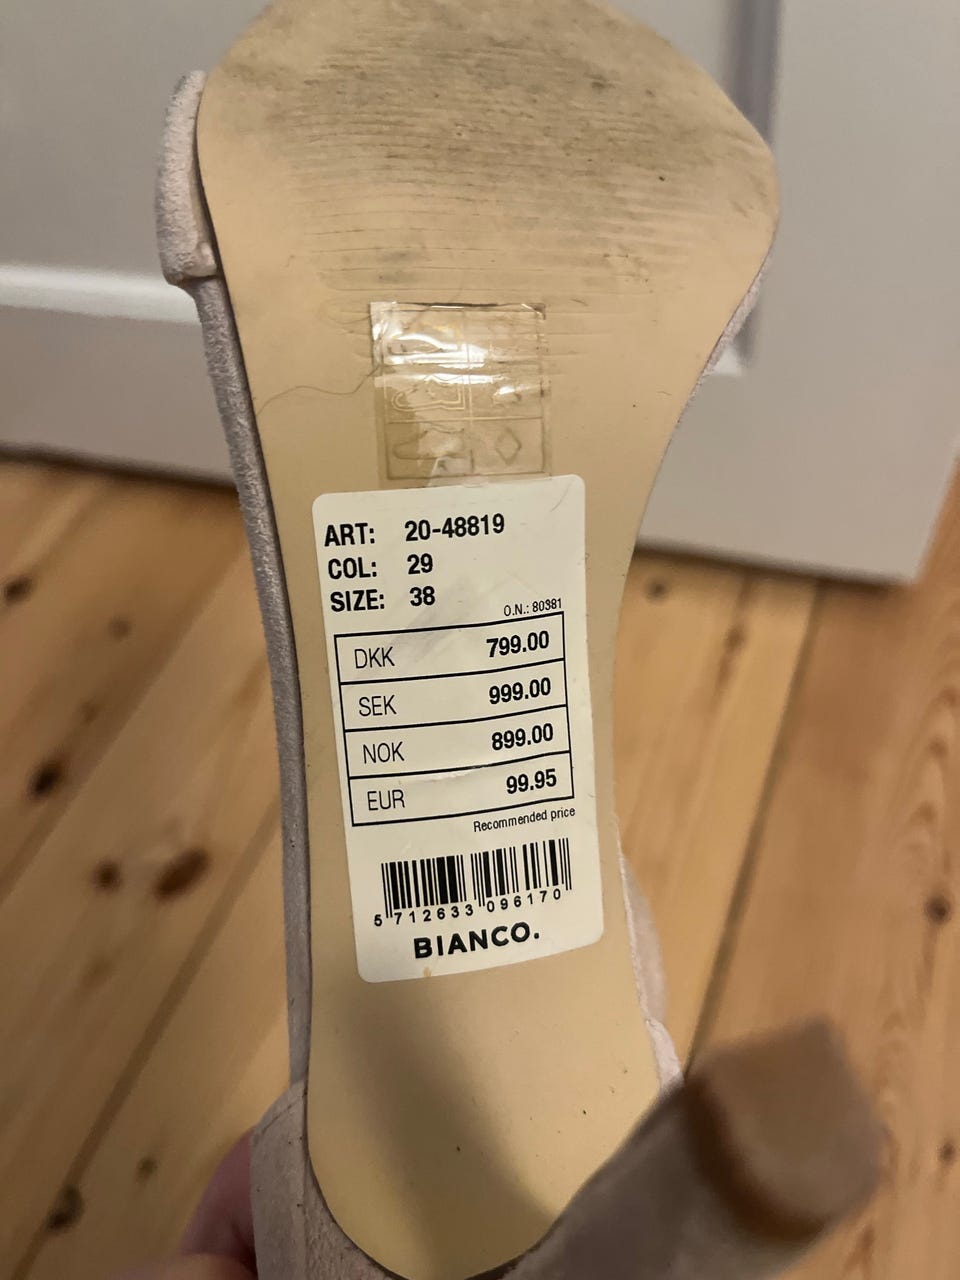 ART: 20-48819
COL: 29
SIZE: 38
O.N.: 80381
DKK 799.00
SEK 999.00
NOK 899.00
EUR 99.95
Recommended price
5 712633 096170
BIANCO.